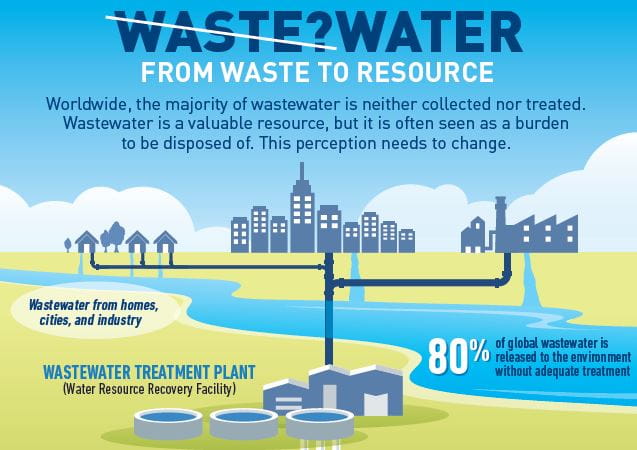 WASTE?WATER
FROM WASTE TO RESOURCE
Worldwide, the majority of wastewater is neither collected nor treated.
Wastewater is a valuable resource, but it is often seen as a burden
to be disposed of. This perception needs to change.
Wastewater from homes,
cities, and industry
80% of global wastewater is
released to the environment
without adequate treatment
WASTEWATER TREATMENT PLANT
(Water Resource Recovery Facility)